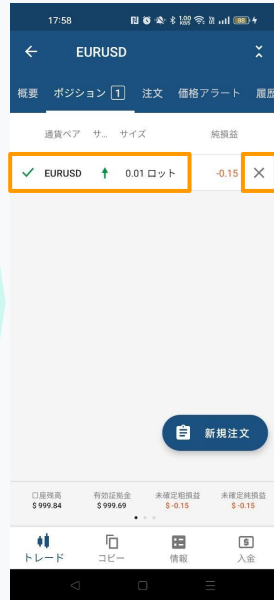 17:58 1.00 KB/S 88
EURUSD
概要 ポジション 1 注文 価格アラート 履歴
通貨ペア サ... サイズ 純損益
EURUSD 0.01 ロット -0.15
新規注文
口座残高 有効証拠金 未確定粗損益 未確定純損益
$ 999.84 $ 999.69 $ -0.15 $ -0.15
トレード コピー 情報 入金